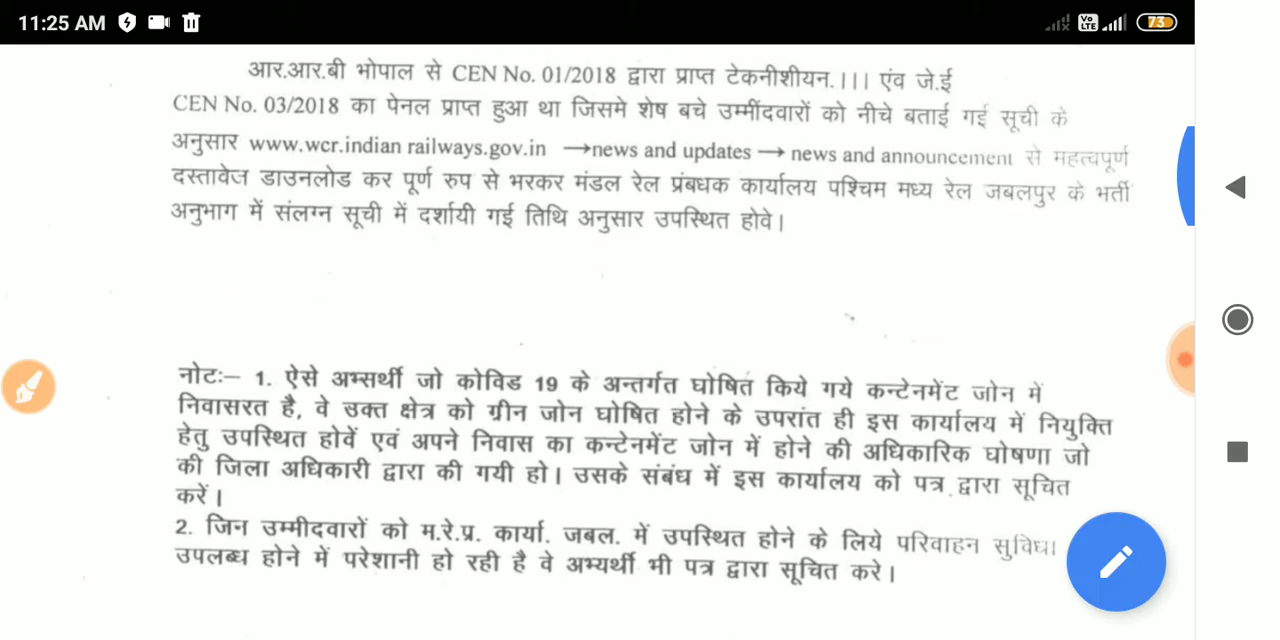 11:25 AM
Vo LTE
73
आर.आर.बी भोपाल से CEN No. 01/2018 द्वारा प्राप्त टेकनीशीयन.।।। एंव जे.ई
CEN No. 03/2018 का पेनल प्राप्त हुआ था जिसमे शेष बचे उम्मींदवारों को नीचे बताई गई सूची के
अनुसार www.wcr.indian railways.gov.in →news and updates → news and announcement से महत्वपूर्ण
दस्तावेज डाउनलोड कर पूर्ण रुप से भरकर मंडल रेल प्रंबधक कार्यालय पश्चिम मध्य रेल जबलपुर के भर्ती
अनुभाग में संलग्न सूची में दर्शायी गई तिथि अनुसार उपस्थित होवे।
नोटः– 1. ऐसे अभ्सर्थी जो कोविड 19 के अन्तर्गत घोषित किये गये कन्टेनमेंट जोन में
निवासरत है, वे उक्त क्षेत्र को ग्रीन जोन घोषित होने के उपरांत ही इस कार्यालय में नियुक्ति
हेतु उपस्थित होवें एवं अपने निवास का कन्टेनमेंट जोन में होने की अधिकारिक घोषणा जो
की जिला अधिकारी द्वारा की गयी हो। उसके संबंध में इस कार्यालय को पत्र द्वारा सूचित
करें।
2. जिन उम्मीदवारों को म.रे.प्र. कार्या. जबल. में उपस्थित होने के लिये परिवाहन सुविधा
उपलब्ध होने में परेशानी हो रही है वे अभ्यर्थी भी पत्र द्वारा सूचित करे।